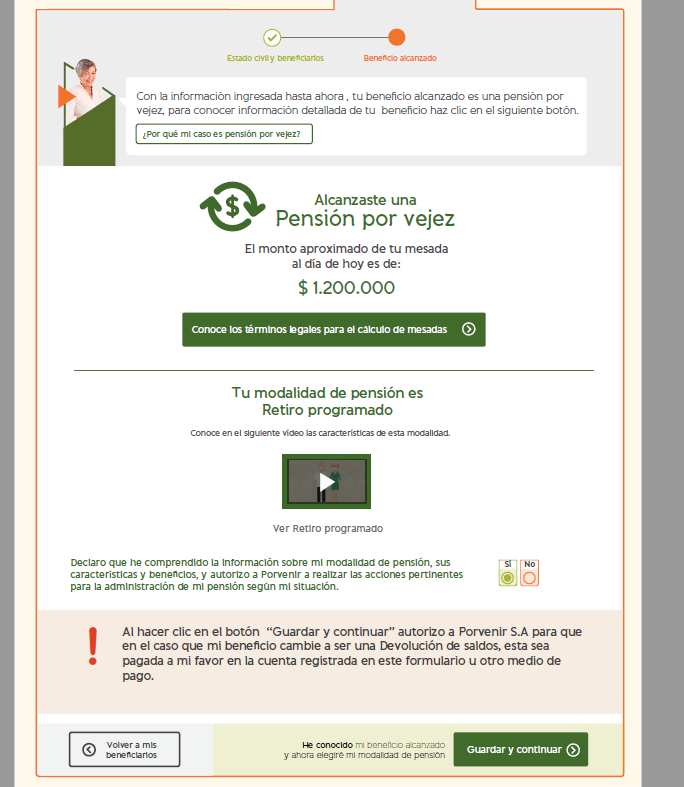 Estado civil y beneficiarios
Beneficio alcanzado
Con la información ingresada hasta ahora , tu beneficio alcanzado es una pensión por
vejez, para conocer información detallada de tu beneficio haz clic en el siguiente botón.
¿Por qué mi caso es pensión por vejez?
$
Alcanzaste una
Pensión por vejez
El monto aproximado de tu mesada
al día de hoy es de:
$ 1.200.000
Conoce los términos legales para el cálculo de mesadas
Tu modalidad de pensión es
Retiro programado
Conoce en el siguiente video las características de esta modalidad.
Ver Retiro programado
Declaro que he comprendido la información sobre mi modalidad de pensión, sus
características y beneficios, y autorizo a Porvenir a realizar las acciones pertinentes
para la administración de mi pensión según mi situación.
SÍ No
!
Al hacer clic en el botón “Guardar y continuar” autorizo a Porvenir S.A para que
en el caso que mi beneficio cambie a ser una Devolución de saldos, esta sea
pagada a mi favor en la cuenta registrada en este formulario u otro medio de
pago.
Volver a mis
beneficiarios
He conocido mi beneficio alcanzado
y ahora elegiré mi modalidad de pensión
Guardar y continuar